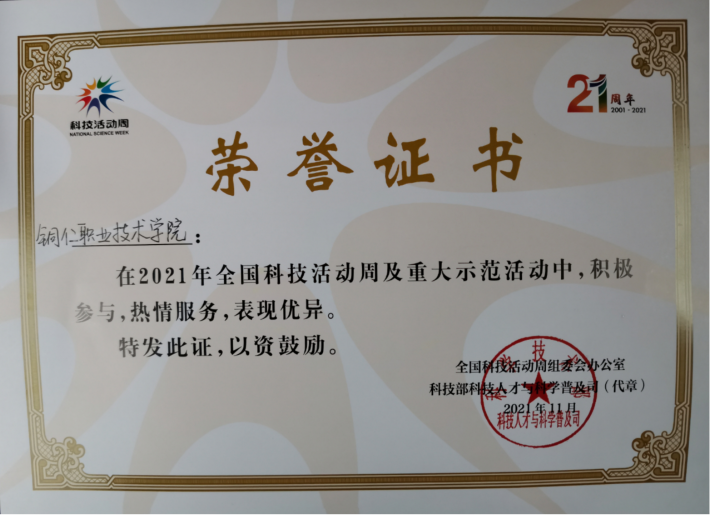 科技活动周
NATIONAL SCIENCE WEEK
21周年
2001-2021
荣誉证书
铜仁职业技术学院：
在2021年全国科技活动周及重大示范活动中,积极
参与,热情服务,表现优异。
特发此证,以资鼓励。
全国科技活动周组委会办公室
科技部科技人才与科学普及司（代章）
2021年11月
科技人才与科学普及司